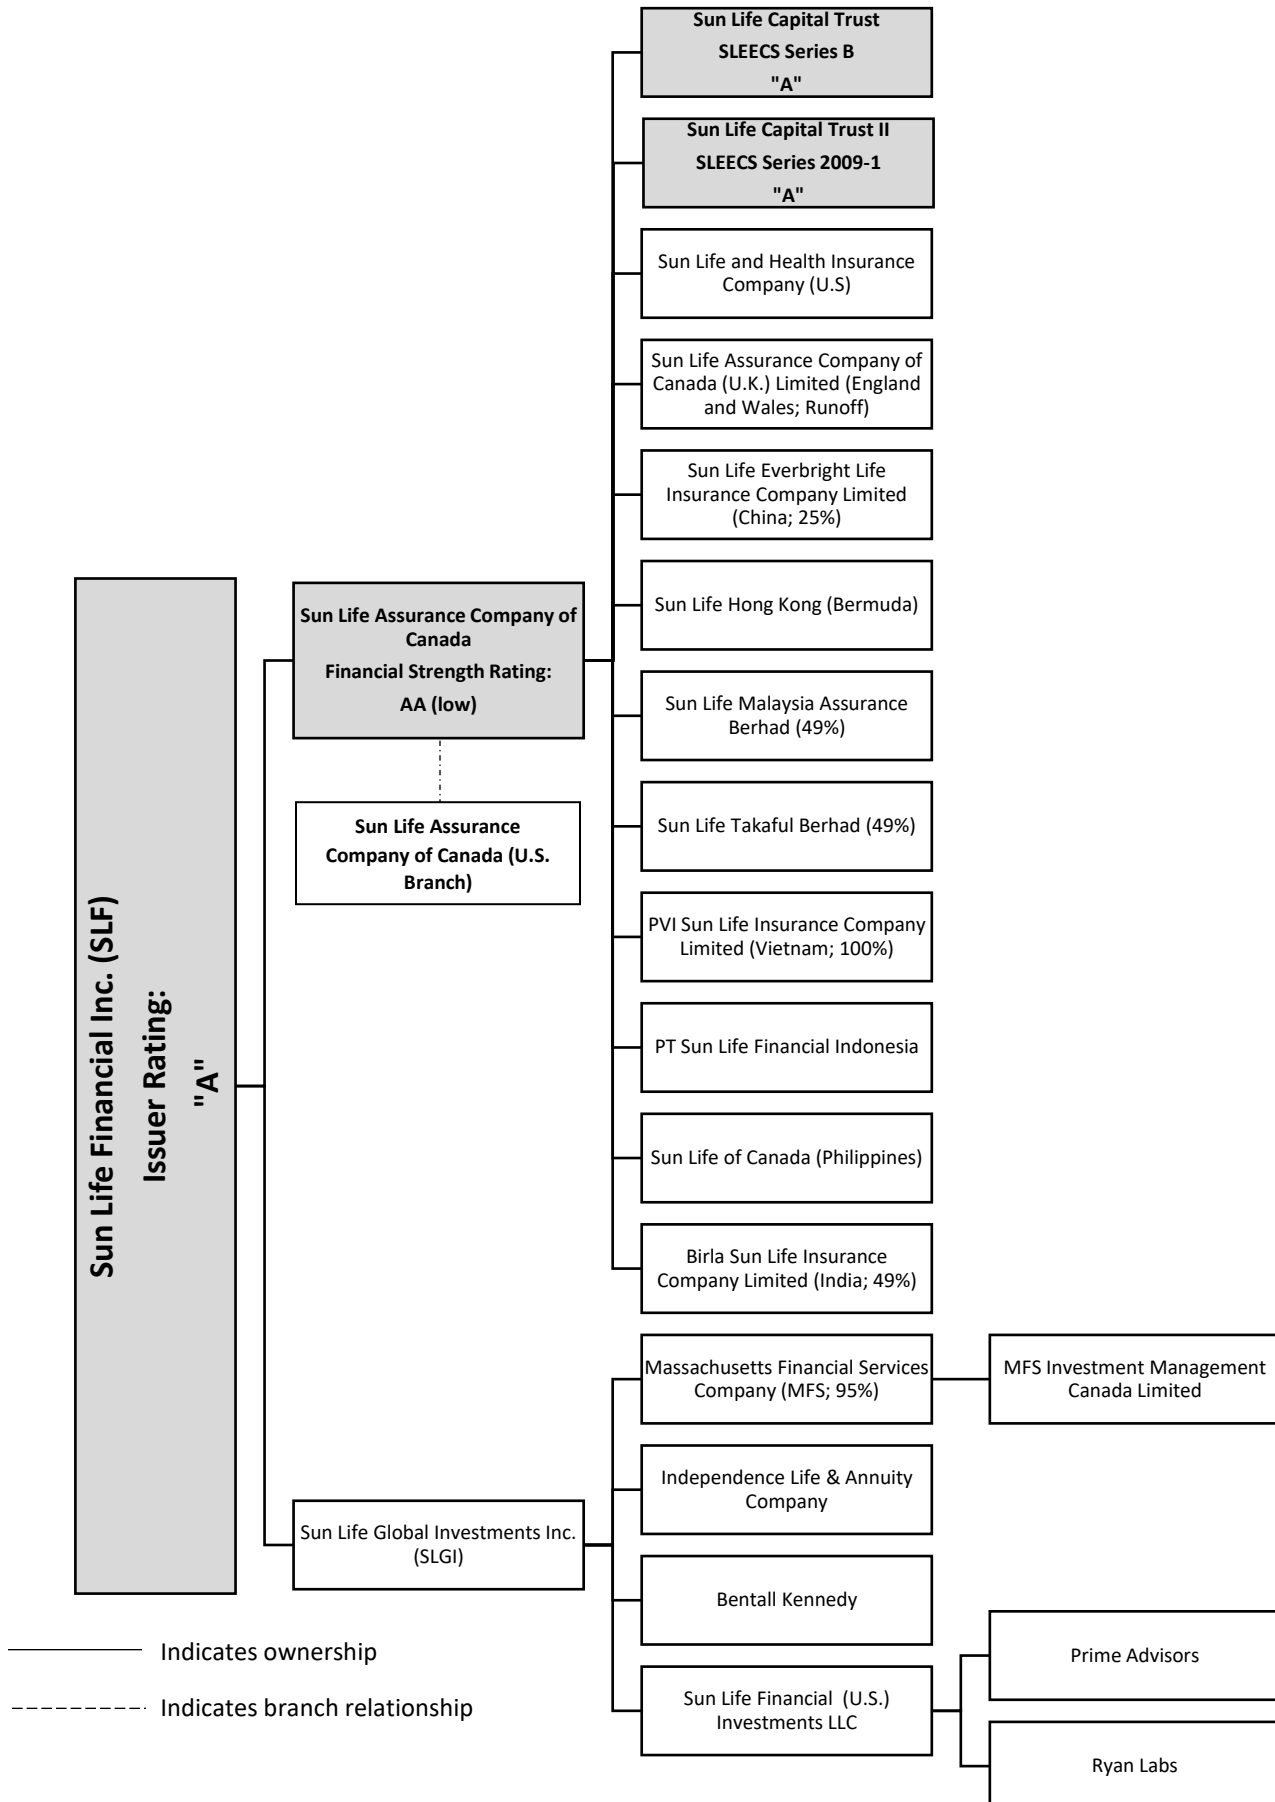 Sun Life Capital Trust
SLEECS Series B
"A"
Sun Life Capital Trust II
SLEECS Series 2009-1
"A"
Sun Life and Health Insurance
Company (U.S)
Sun Life Assurance Company of
Canada (U.K.) Limited (England
and Wales; Runoff)
Sun Life Everbright Life
Insurance Company Limited
(China; 25%)
Sun Life Hong Kong (Bermuda)
Sun Life Assurance Company of
Canada
Financial Strength Rating:
AA (low)
Sun Life Malaysia Assurance
Berhad (49%)
Sun Life Takaful Berhad (49%)
Sun Life Assurance
Company of Canada (U.S.
Branch)
PVI Sun Life Insurance Company
Limited (Vietnam; 100%)
Sun Life Financial Inc. (SLF)
Issuer Rating:
"A"
PT Sun Life Financial Indonesia
Sun Life of Canada (Philippines)
Birla Sun Life Insurance
Company Limited (India; 49%)
Massachusetts Financial Services
Company (MFS; 95%)
MFS Investment Management
Canada Limited
Independence Life & Annuity
Company
Sun Life Global Investments Inc.
(SLGI)
Bentall Kennedy
Sun Life Financial (U.S.)
Investments LLC
Prime Advisors
Ryan Labs
Indicates ownership
Indicates branch relationship